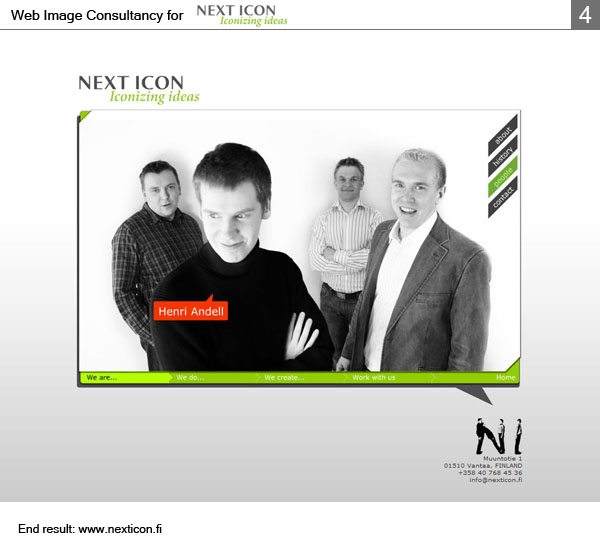 Web Image Consultancy for NEXT ICON
Iconizing ideas
4
NEXT ICON
Iconizing ideas
about
history
people
contact
Henri Andell
We are...
We do...
We create...
Work with us
Home
NI
Muuntotie 1
01510 Vantaa, FINLAND
+358 40 768 45 36
info@nexticon.fi
End result: www.nexticon.fi